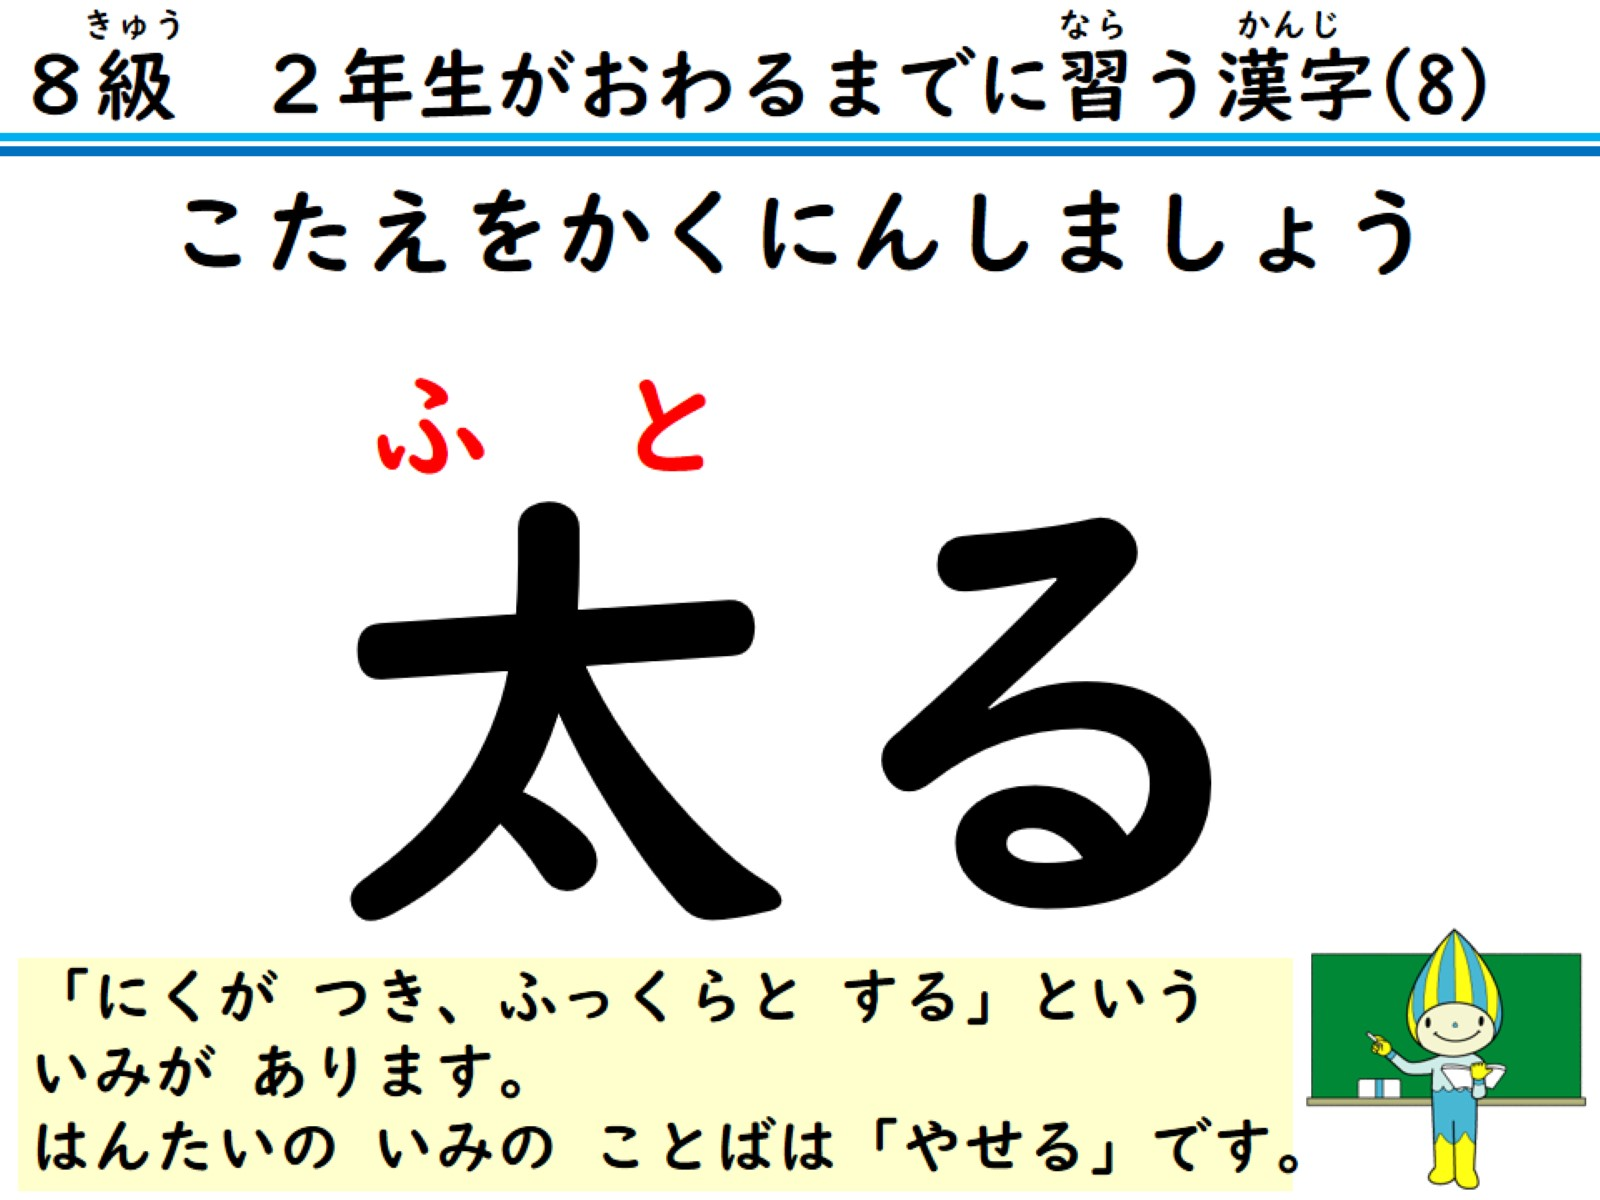 きゅう なら かんじ
８級　２年生がおわるまでに習う漢字(８)
こたえをかくにんしましょう
ふ と
太る
「にくが つき、ふっくらと する」という
いみが あります。
はんたいの いみの ことばは「やせる」です。